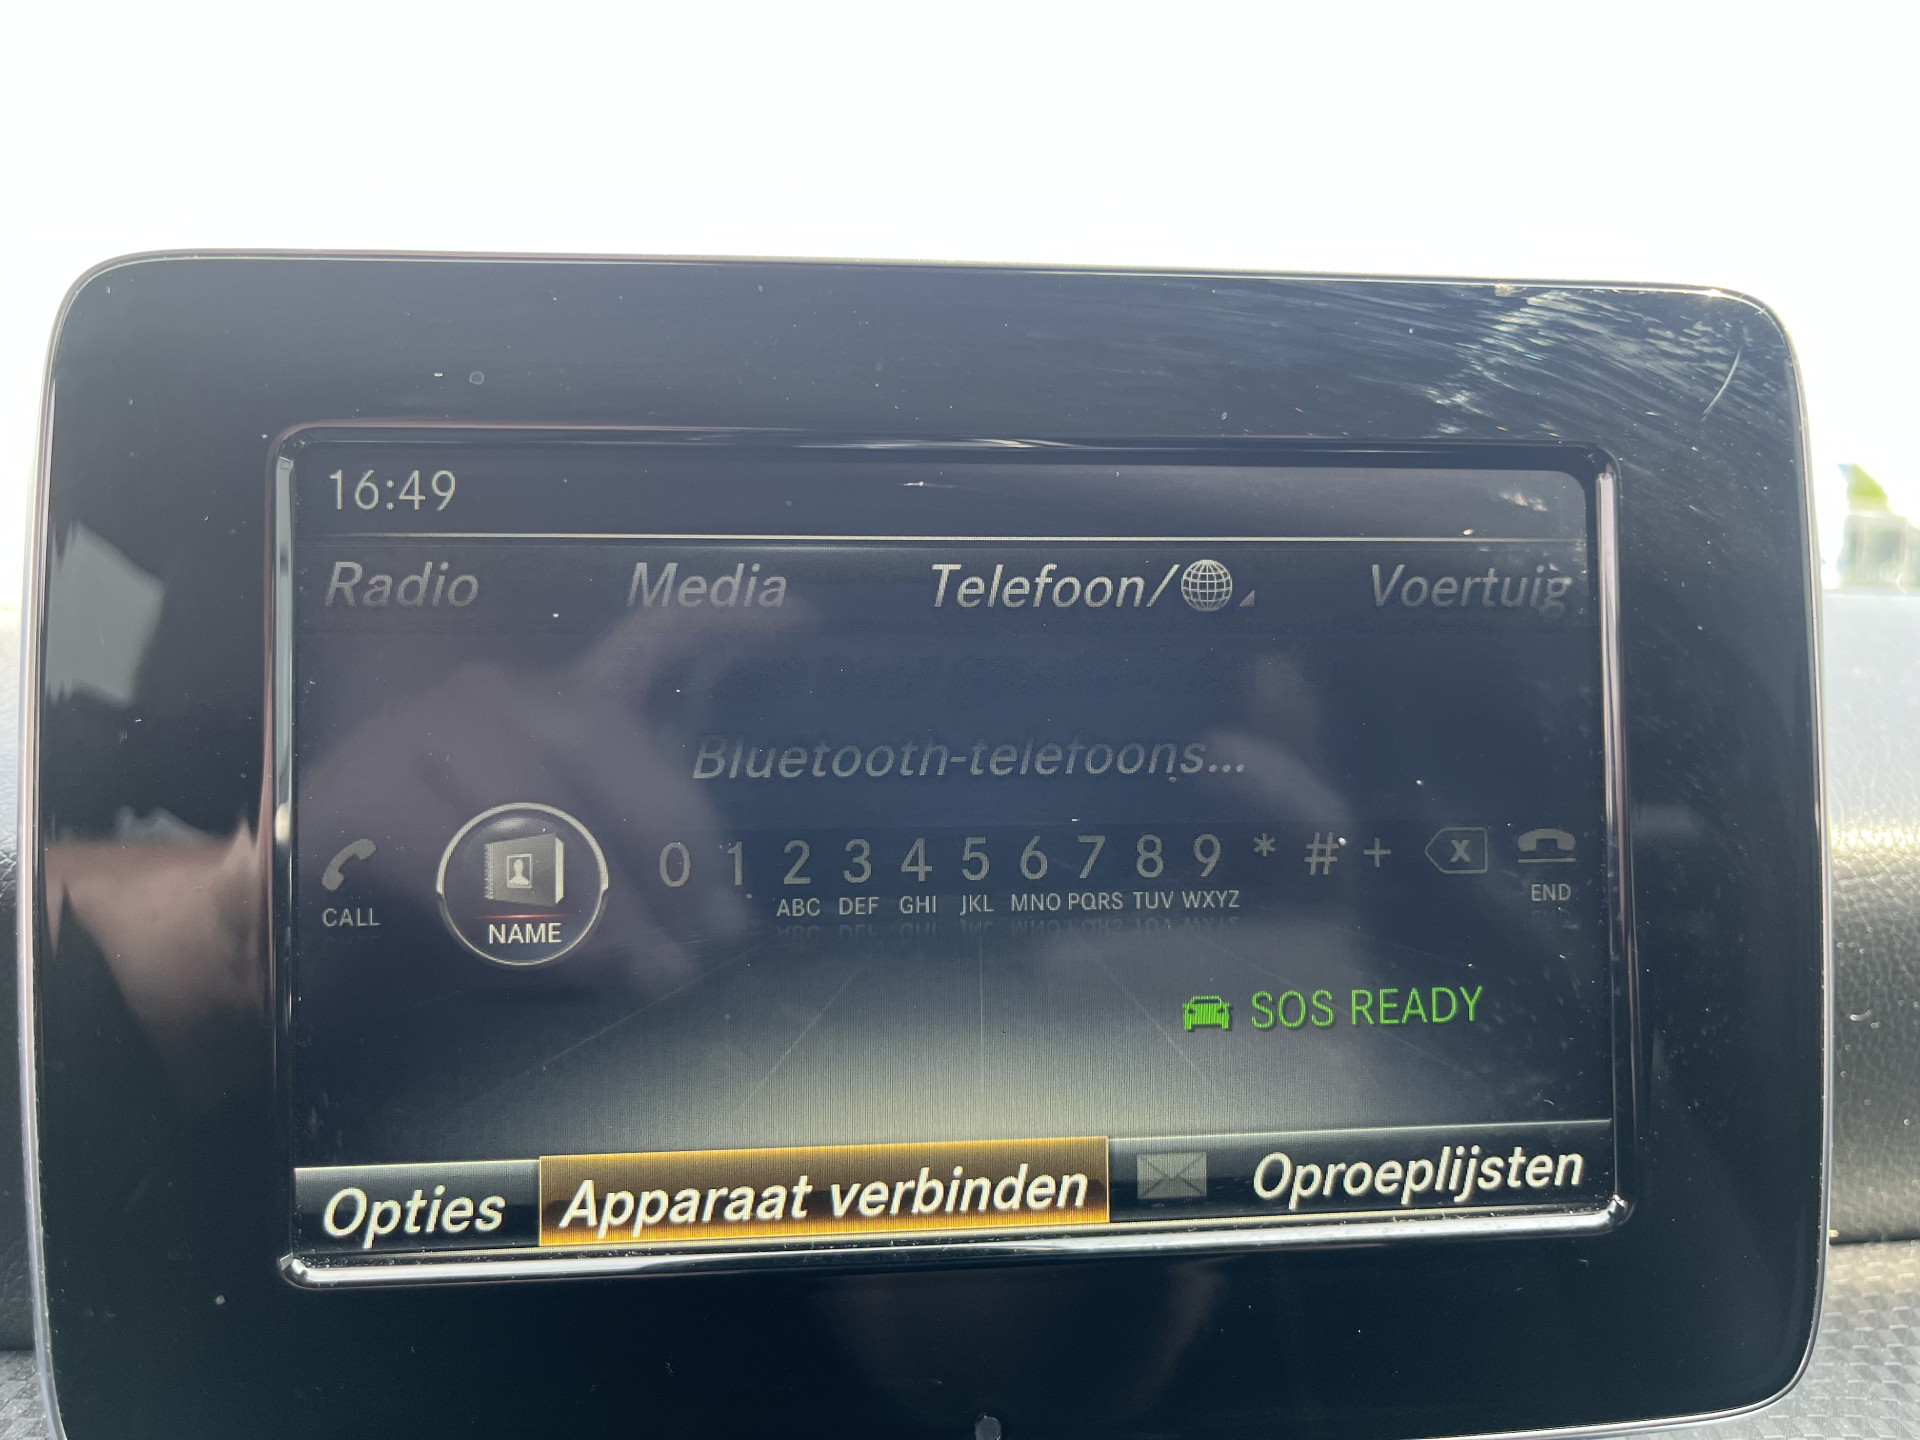 16:49
Radio Media Telefoon/ Voertuig
Bluetooth-telefoons...
0 1 2 3 4 5 6 7 8 9 * # + X
ABC DEF GHI JKL MNO PQRS TUV WXYZ
CALL NAME END
SOS READY
Opties Apparaat verbinden Oproeplijsten